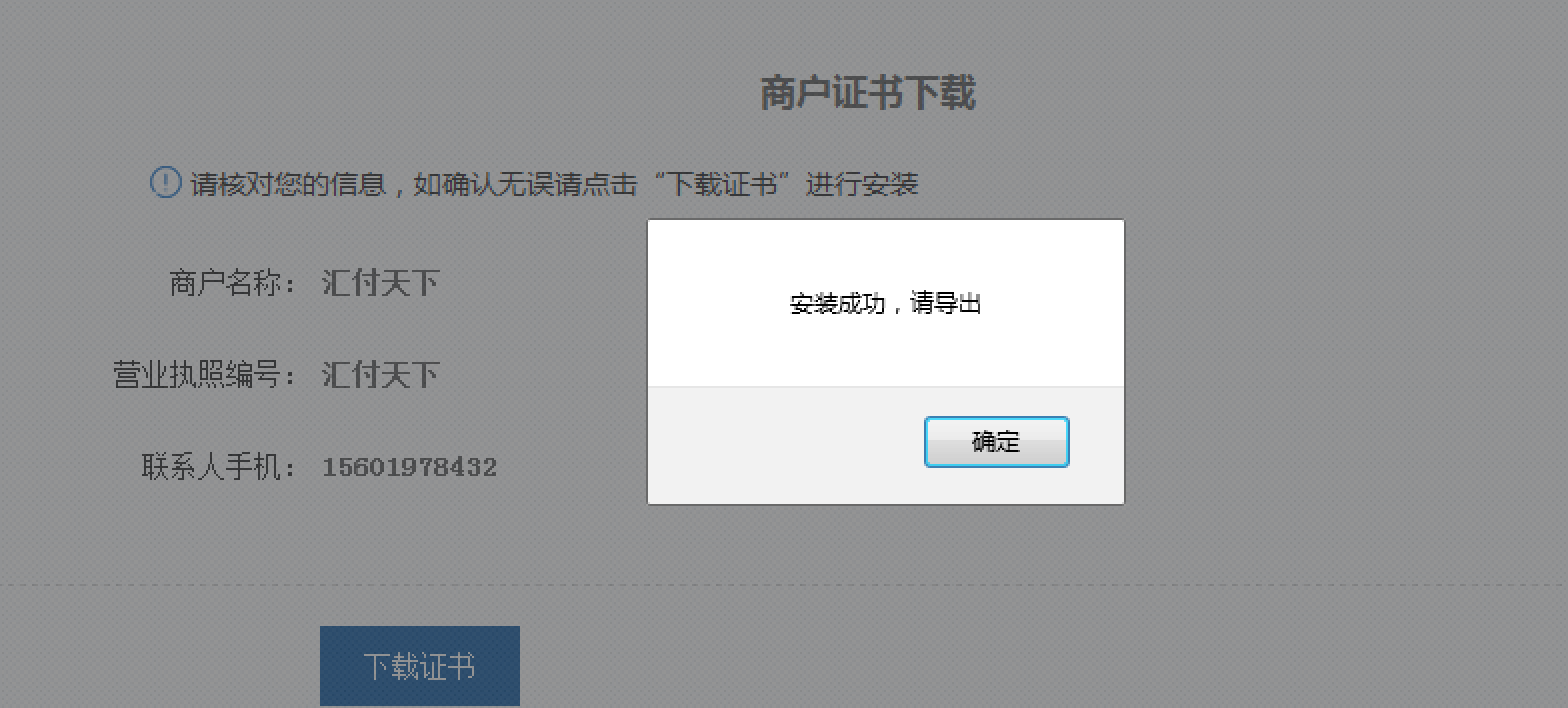 商户证书下载
请核对您的信息，如确认无误请点击“下载证书”进行安装
商户名称： 汇付天下
营业执照编号： 汇付天下
联系人手机： 15601978432
安装成功，请导出
确定
下载证书